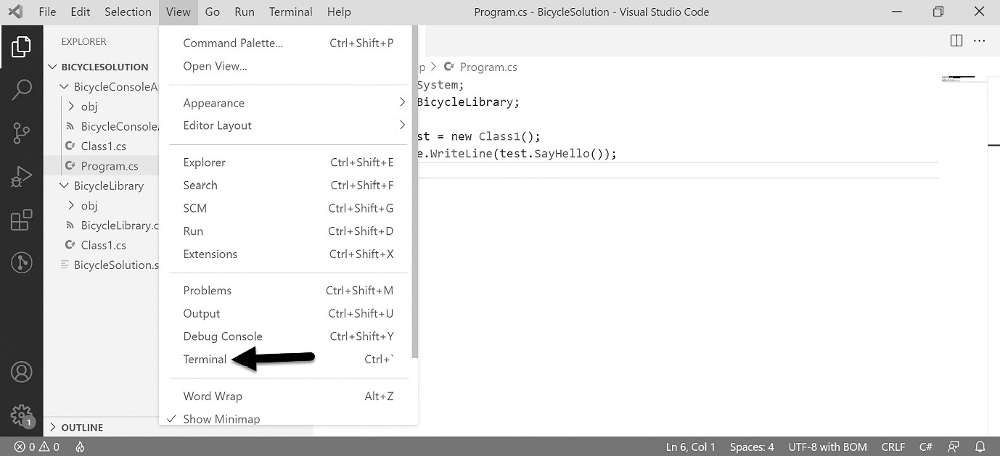 File Edit Selection View Go Run Terminal Help Program.cs - BicycleSolution - Visual Studio Code
EXPLORER
BICYCLESOLUTION
BicycleConsoleA
obj
BicycleConsole
Class1.cs
Program.cs
BicycleLibrary
obj
BicycleLibrary.c
Class1.cs
BicycleSolution.s
OUTLINE
Command Palette... Ctrl+Shift+P
Open View...
Appearance
Editor Layout
Explorer Ctrl+Shift+E
Search Ctrl+Shift+F
SCM Ctrl+Shift+G
Run Ctrl+Shift+D
Extensions Ctrl+Shift+X
Problems Ctrl+Shift+M
Output Ctrl+Shift+U
Debug Console Ctrl+Shift+Y
Terminal Ctrl+`
Word Wrap Alt+Z
✓ Show Minimap
p > C# Program.cs
System;
BicycleLibrary;
st = new Class1();
e.WriteLine(test.SayHello());
1
0 0 Ln 6, Col 1 Spaces: 4 UTF-8 with BOM CRLF C#